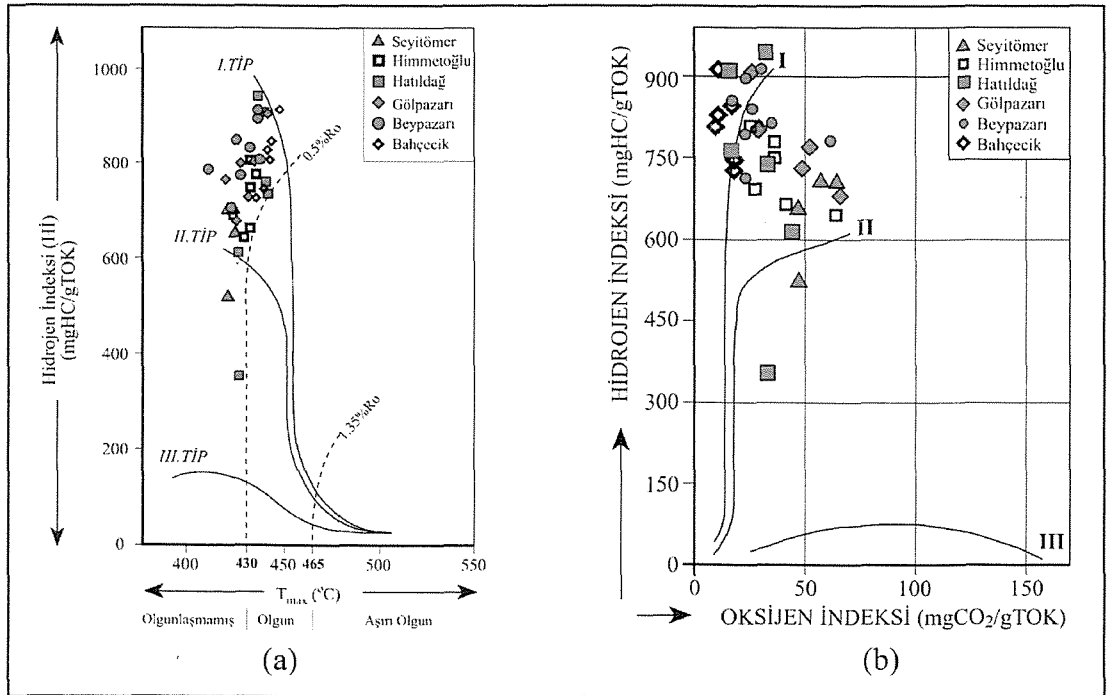 Hidrojen İndeksi (Hİ)
(mgHC/gTOK)
1000
800
600
400
200
0
I.TİP
II.TİP
III.TİP
0.5%Ro
1.35%Ro
Seyitömer
Himmetoğlu
Hatıldağ
Gölpazarı
Beypazarı
Bahçecik
400 430 450 465 500 550
Tmax (°C)
Olgunlaşmamış Olgun Aşırı Olgun
(a)
HİDROJEN İNDEKSİ (mgHC/gTOK)
900
750
600
450
300
150
0
I
II
III
Seyitömer
Himmetoğlu
Hatıldağ
Gölpazarı
Beypazarı
Bahçecik
0 50 100 150
OKSİJEN İNDEKSİ (mgCO₂/gTOK)
(b)